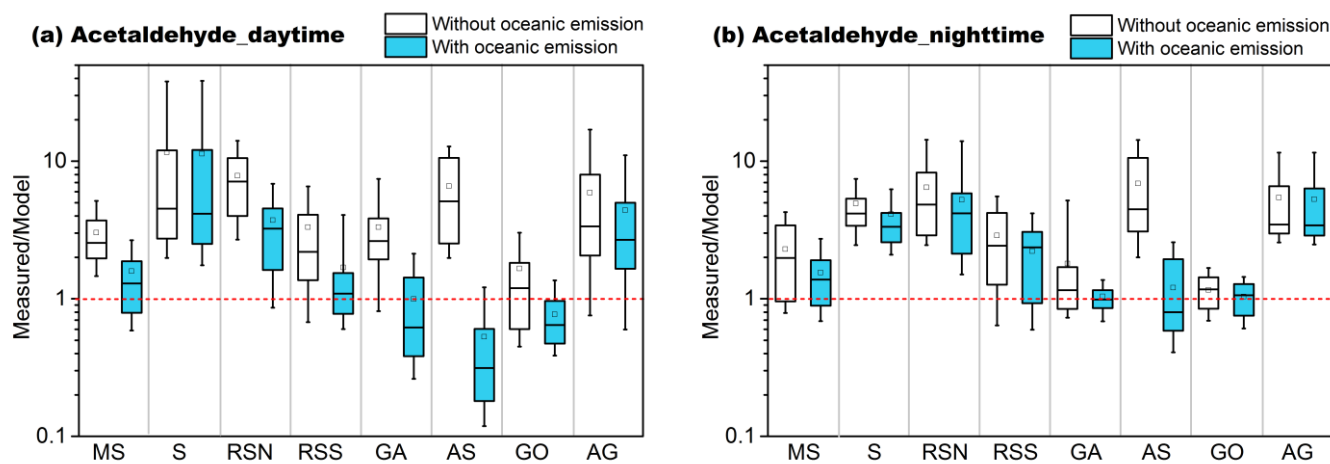 (a) Acetaldehyde_daytime
Without oceanic emission
With oceanic emission
Measured/Model
10
1
0.1
MS S RSN RSS GA AS GO AG
(b) Acetaldehyde_nighttime
Without oceanic emission
With oceanic emission
Measured/Model
10
1
0.1
MS S RSN RSS GA AS GO AG